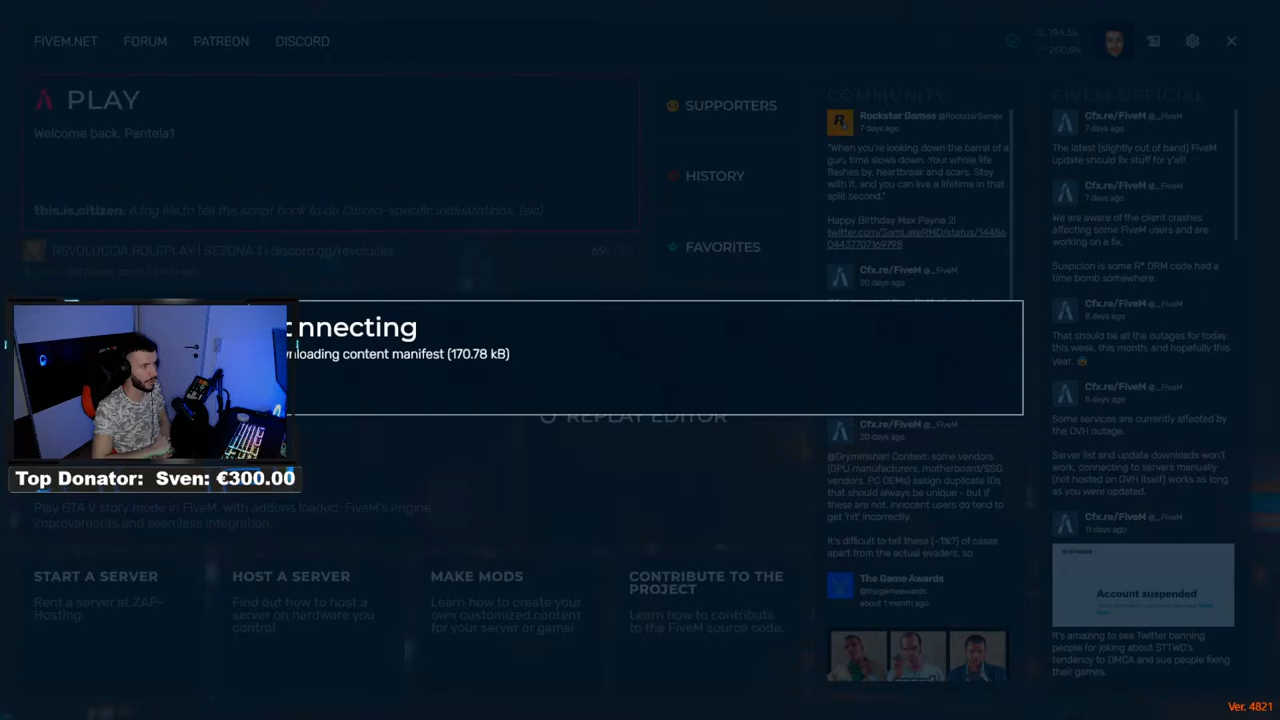 FiVEM.NET FORUM PATREON DISCORD
194.5k
200.9k
PLAY
Welcome back, Pantela1
this.is.citizen. A tag file to tell the script hook to do Citizen-specific initializations. (sic)
REVOLUCIJA ROLEPLAY | SEZONA 1 | discord.gg/revolucija
SUPPORTERS
HISTORY
FAVORITES
nnecting
nloading content manifest (170.78 kB)
REPLAY EDITOR
Top Donator: Sven: €300.00
Play GTA V story mode in FiveM, with addons loaded, FiveM's engine
improvements and seamless integration.
START A SERVER
Rent a server at ZAP-
Hosting.
HOST A SERVER
Find out how to host a
server on hardware you
control.
MAKE MODS
Learn how to create your
own customized content
for your server or game!
CONTRIBUTE TO THE
PROJECT
Learn how to contribute
to the FiveM source code.
COMMUNITY
Rockstar Games @RockstarGames
7 days ago
"When you're looking down the barrel of a
gun, time slows down. Your whole life
flashes by, heartbreak and scars. Stay
with it, and you can live a lifetime in that
split second."
Happy Birthday Max Payne 2!
twitter.com/SamLakeRMD/status/14486
04437707169798
Cfx.re/FiveM @_FiveM
20 days ago
Cfx.re/FiveM @_FiveM
20 days ago
@Grymmsharl Context: some vendors
(GPU manufacturers, motherboard/SSD
vendors, PC OEMs) assign duplicate IDs
that should always be unique - but if
these are not, innocent users do tend to
get 'hit' incorrectly.
It's difficult to tell these (~1%?) of cases
apart from the actual evaders, so
The Game Awards
@thegameawards
about 1 month ago
FIVEM OFFICIAL
Cfx.re/FiveM @_FiveM
7 days ago
The latest (slightly out of band) FiveM
update should fix stuff for y'all!
Cfx.re/FiveM @_FiveM
7 days ago
We are aware of the client crashes
affecting some FiveM users and are
working on a fix.
Suspicion is some R* DRM code had a
time bomb somewhere.
Cfx.re/FiveM @_FiveM
8 days ago
That should be all the outages for today,
this week, this month, and hopefully this
year.
Cfx.re/FiveM @_FiveM
8 days ago
Some services are currently affected by
the OVH outage.
Server list and update downloads won't
work, connecting to servers manually
(not hosted on OVH itself) works as long
as you were updated.
Cfx.re/FiveM @_FiveM
11 days ago
Account suspended
It's amazing to see Twitter banning
people for joking about $TTWO's
tendency to DMCA and sue people fixing
their games.
Ver. 4821